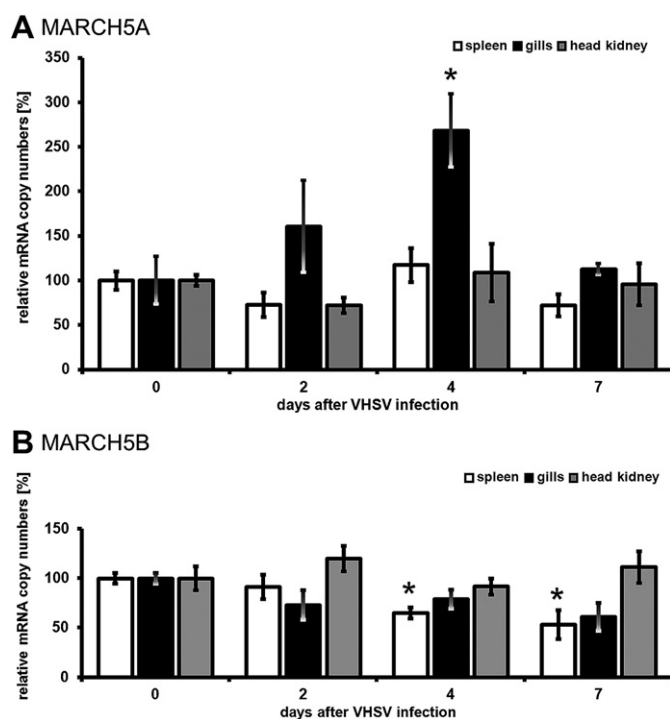 A MARCH5A
spleen gills head kidney
relative mRNA copy numbers [%]
350
300
250
200
150
100
50
0
*
0 2 4 7
days after VHSV infection
B MARCH5B
spleen gills head kidney
relative mRNA copy numbers [%]
150
100
50
0
* *
0 2 4 7
days after VHSV infection